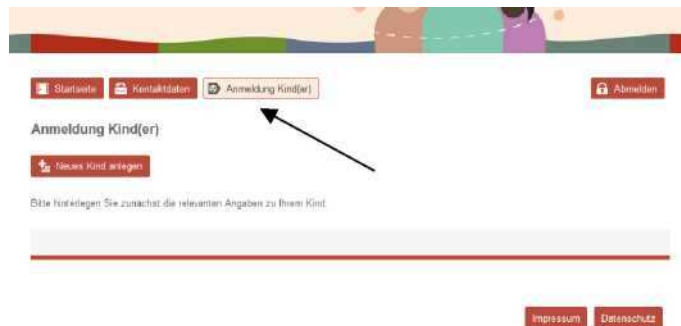 Startseite Kontaktdaten Anmeldung Kind(er) Abmelden
Anmeldung Kind(er)
Neues Kind anlegen
Bitte hinterlegen Sie zunächst die relevanten Angaben zu Ihrem Kind.
Impressum Datenschutz